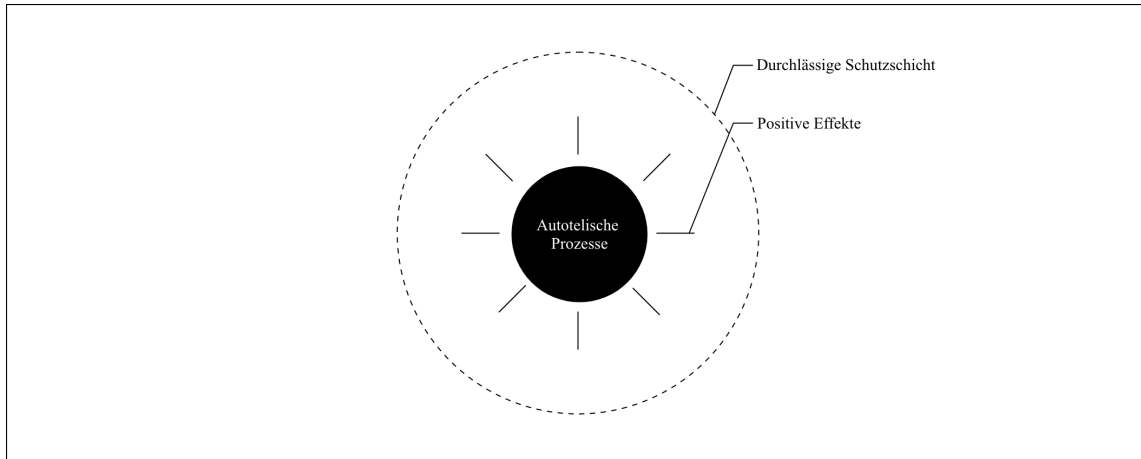 Durchlässige Schutzschicht
Positive Effekte
Autotelische
Prozesse